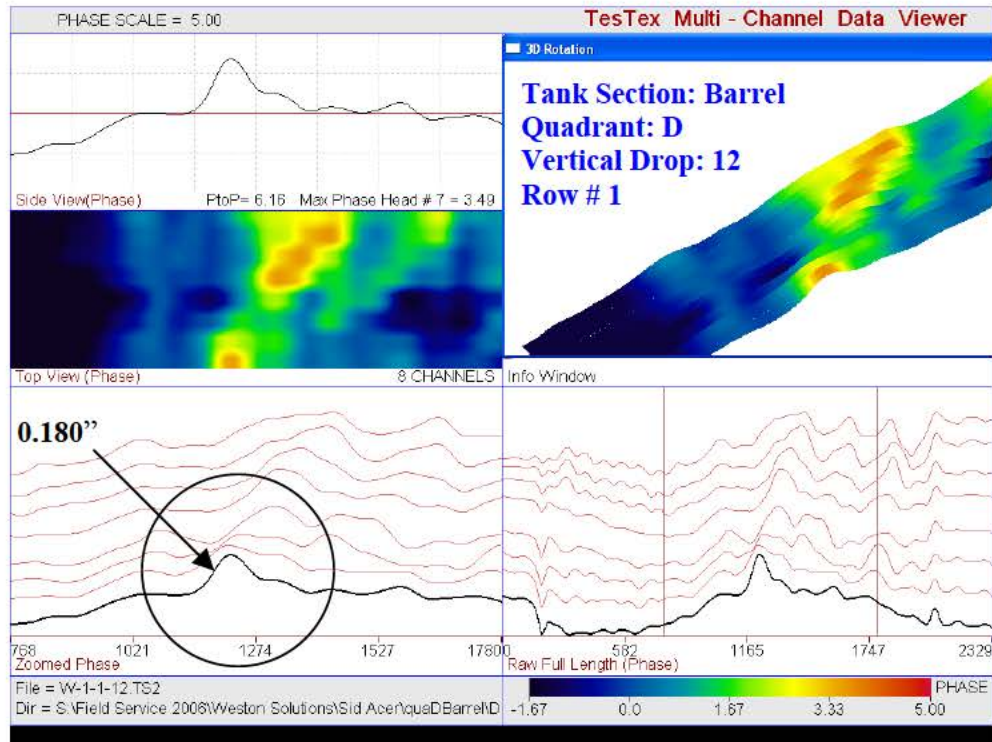 PHASE SCALE = 5.00
TesTex Multi - Channel Data Viewer
3D Rotation
Tank Section: Barrel
Quadrant: D
Vertical Drop: 12
Row # 1
Side View(Phase)
PtoP= 6.16 Max Phase Head # 7 = 3.49
Top View (Phase)
8 CHANNELS
Info Window
0.180”
768 1021 1274 1527 1780
Zoomed Phase
0 582 1165 1747 2329
Raw Full Length (Phase)
File = W-1-1-12.TS2
Dir = S:\Field Service 2006\Weston Solutions\Sid Acer\quaDBarrel\D
PHASE
-1.67 0.0 1.67 3.33 5.00